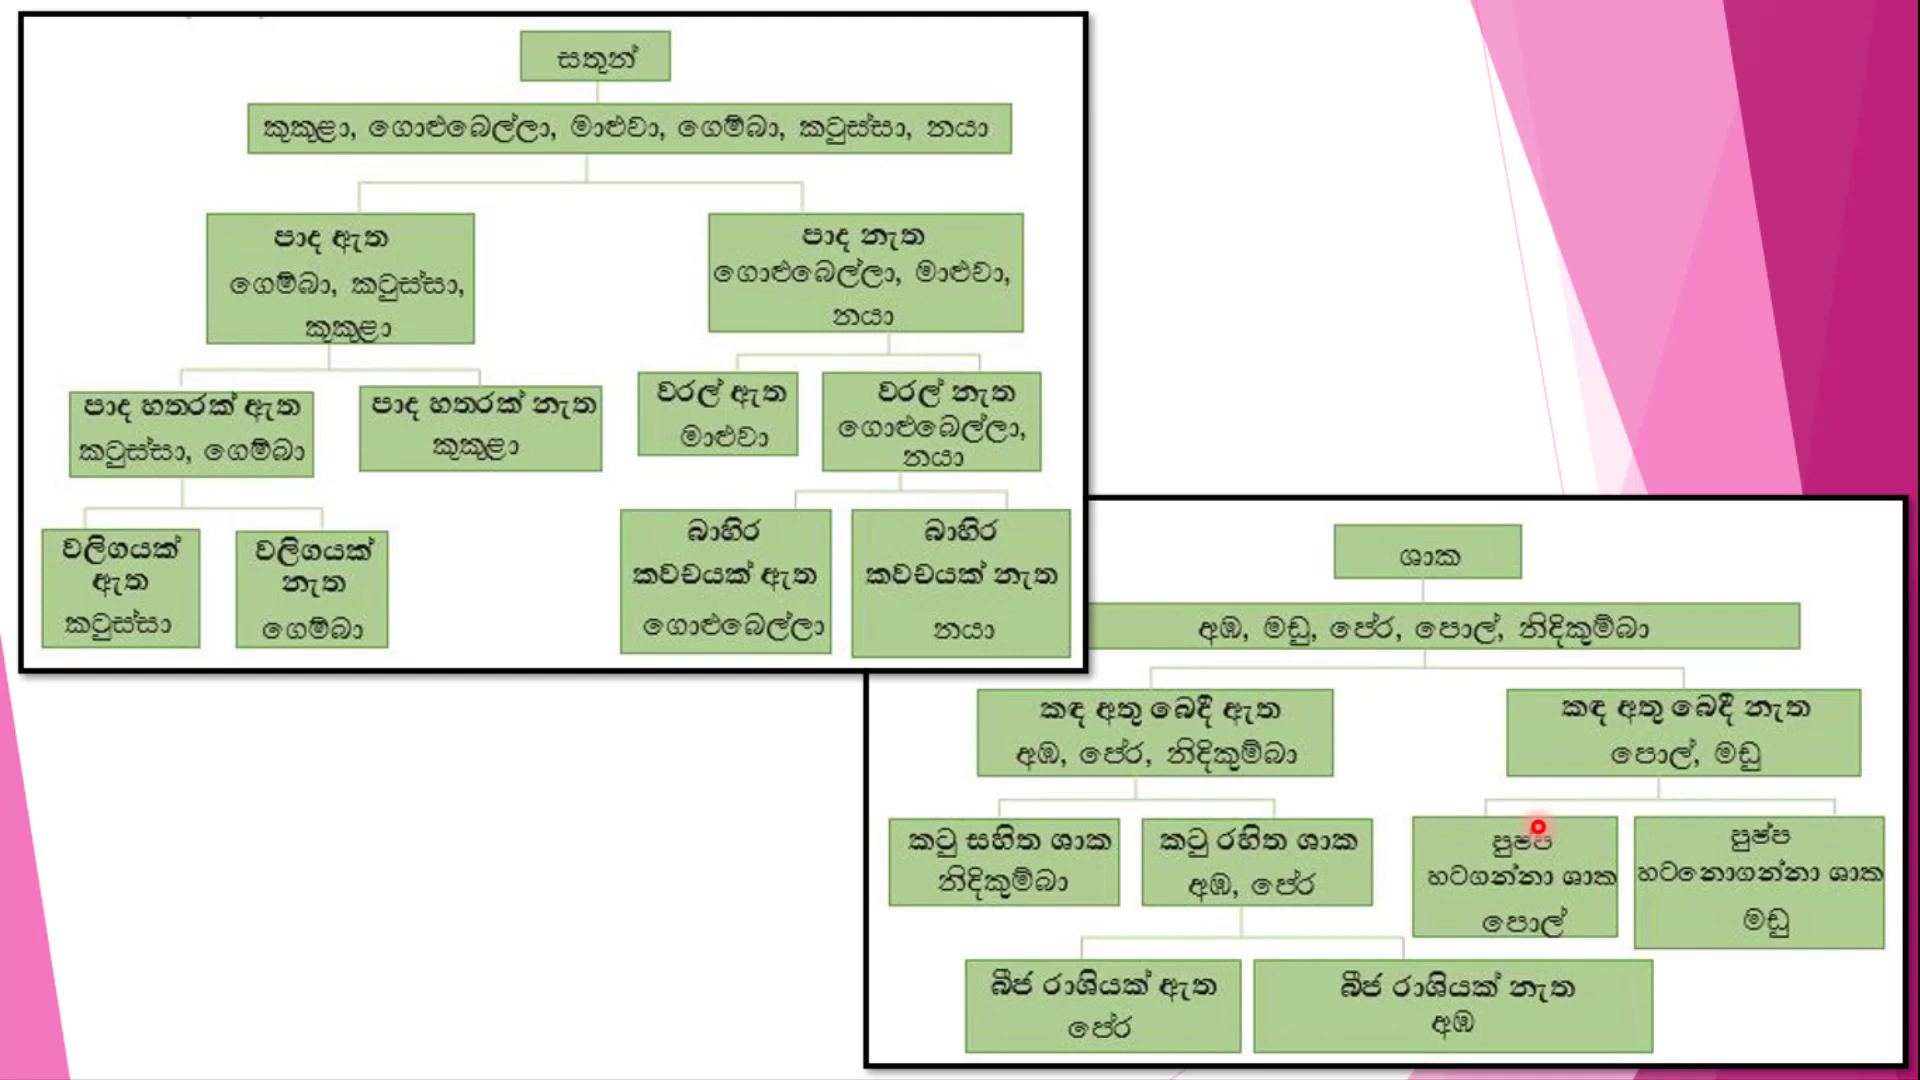 සතුන්
කුකුළා, ගොළුබෙල්ලා, මාළුවා, ගෙම්බා, කටුස්සා, නයා
පාද ඇත
ගෙම්බා, කටුස්සා,
කුකුළා
පාද නැත
ගොළුබෙල්ලා, මාළුවා,
නයා
පාද හතරක් ඇත
කටුස්සා, ගෙම්බා
පාද හතරක් නැත
කුකුළා
වරල් ඇත
මාළුවා
වරල් නැත
ගොළුබෙල්ලා,
නයා
වලිගයක්
ඇත
කටුස්සා
වලිගයක්
නැත
ගෙම්බා
බාහිර
කවචයක් ඇත
ගොළුබෙල්ලා
බාහිර
කවචයක් නැත
නයා
ශාක
අඹ, මඩු, පේර, පොල්, නිදිකුම්බා
කඳ අතු බෙදී ඇත
අඹ, පේර, නිදිකුම්බා
කඳ අතු බෙදී නැත
පොල්, මඩු
කටු සහිත ශාක
නිදිකුම්බා
කටු රහිත ශාක
අඹ, පේර
පුෂ්ප
හටගන්නා ශාක
පොල්
පුෂ්ප
හටනොගන්නා ශාක
මඩු
බීජ රාශියක් ඇත
පේර
බීජ රාශියක් නැත
අඹ